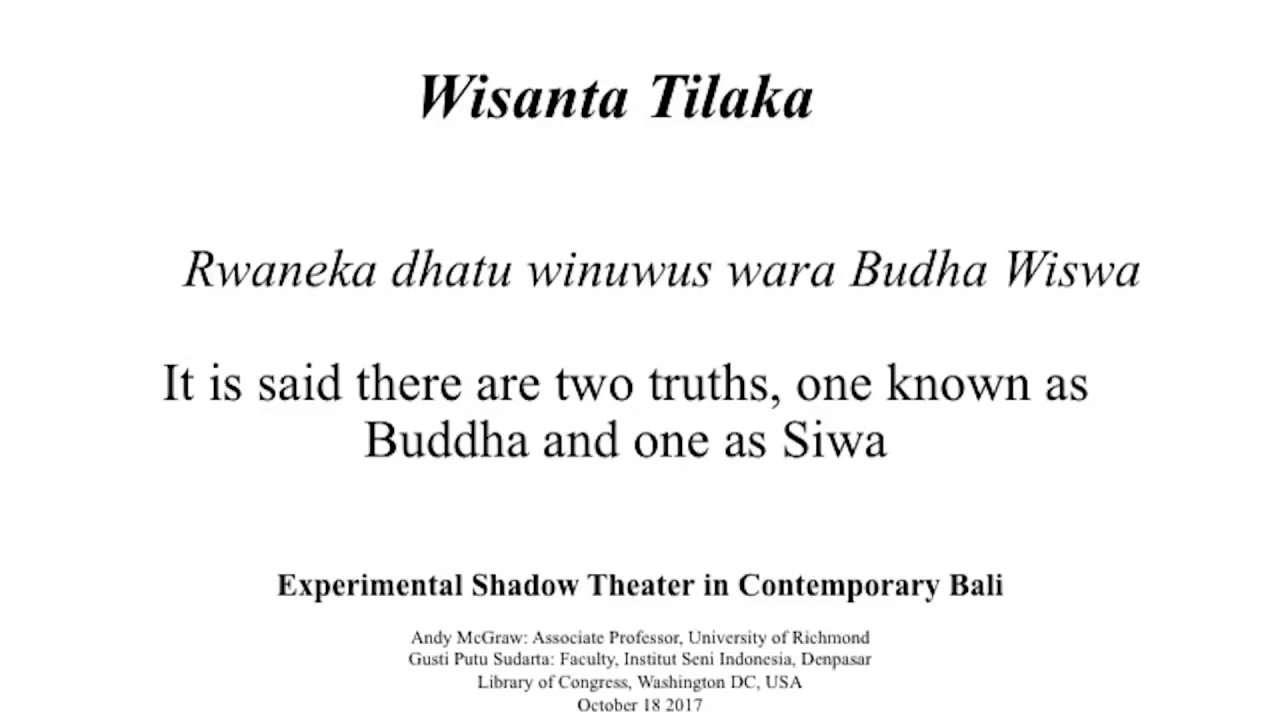 Wisanta Tilaka
Rwaneka dhatu winuwus wara Budha Wiswa
It is said there are two truths, one known as
Buddha and one as Siwa
Experimental Shadow Theater in Contemporary Bali
Andy McGraw: Associate Professor, University of Richmond
Gusti Putu Sudarta: Faculty, Institut Seni Indonesia, Denpasar
Library of Congress, Washington DC, USA
October 18 2017